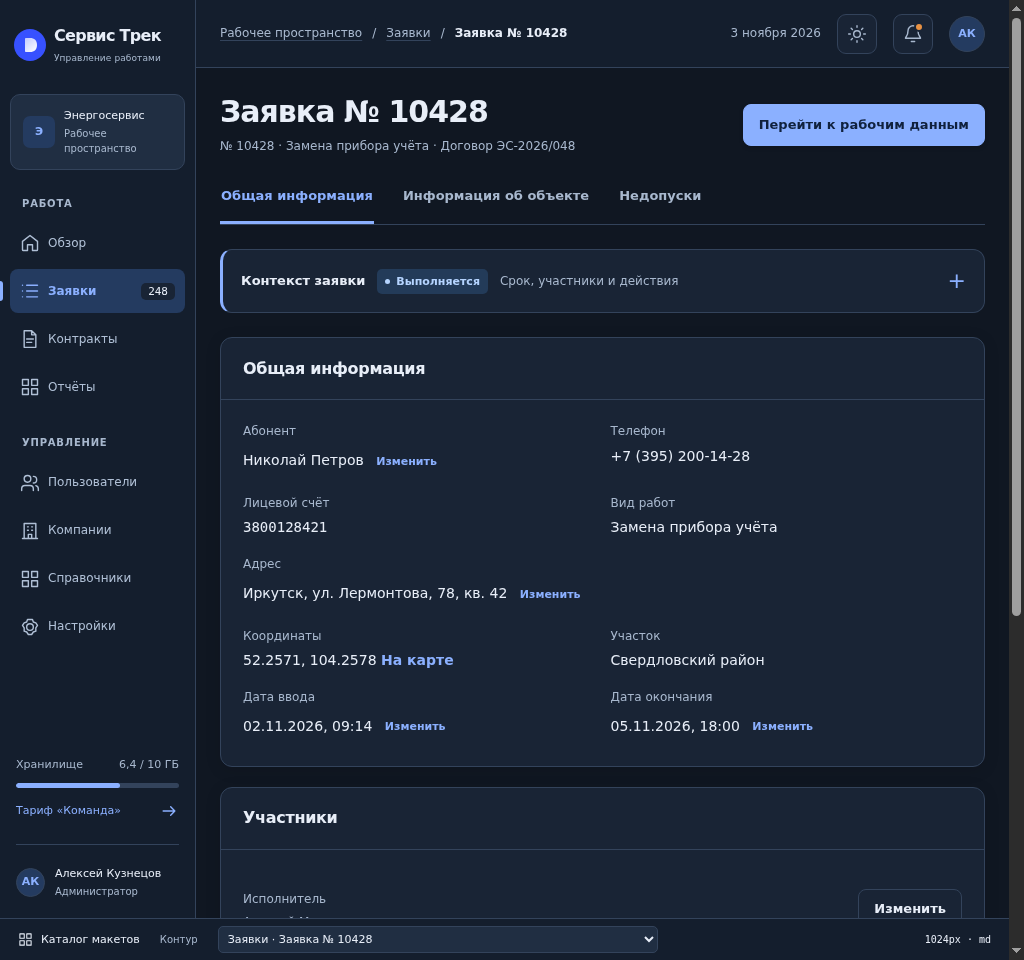 Сервис Трек
Управление работами
Э
Энергосервис
Рабочее
пространство
РАБОТА
Обзор
Заявки 248
Контракты
Отчёты
УПРАВЛЕНИЕ
Пользователи
Компании
Справочники
Настройки
Хранилище 6,4 / 10 ГБ
Тариф «Команда»
АК
Алексей Кузнецов
Администратор
Рабочее пространство / Заявки / Заявка № 10428
3 ноября 2026
АК
Заявка № 10428
№ 10428 · Замена прибора учёта · Договор ЭС-2026/048
Перейти к рабочим данным
Общая информация Информация об объекте Недопуски
Контекст заявки Выполняется Срок, участники и действия
Общая информация
Абонент
Николай Петров Изменить
Телефон
+7 (395) 200-14-28
Лицевой счёт
3800128421
Вид работ
Замена прибора учёта
Адрес
Иркутск, ул. Лермонтова, 78, кв. 42 Изменить
Координаты
52.2571, 104.2578 На карте
Участок
Свердловский район
Дата ввода
02.11.2026, 09:14 Изменить
Дата окончания
05.11.2026, 18:00 Изменить
Участники
Исполнитель
Изменить
Каталог макетов Контур Заявки · Заявка № 10428 1024px · md